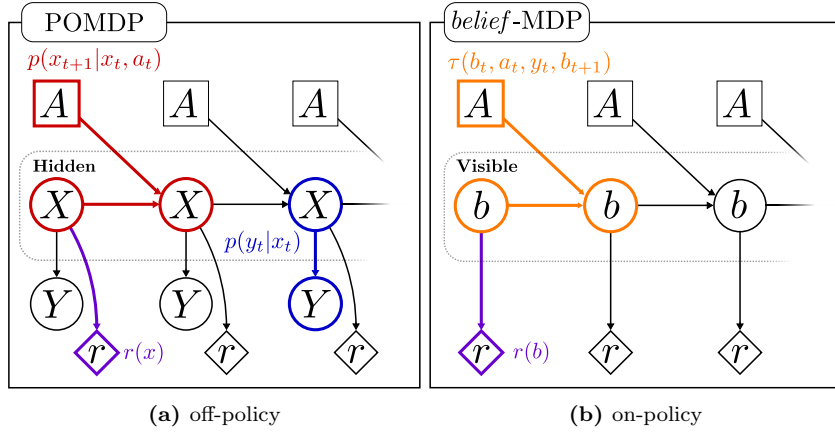 POMDP
p(x_{t+1}|x_t, a_t)
A A A
Hidden
X X X
p(y_t|x_t)
Y Y Y
r r(x) r r
(a) off-policy
belief-MDP
τ(b_t, a_t, y_t, b_{t+1})
A A A
Visible
b b b
r r(b) r r
(b) on-policy